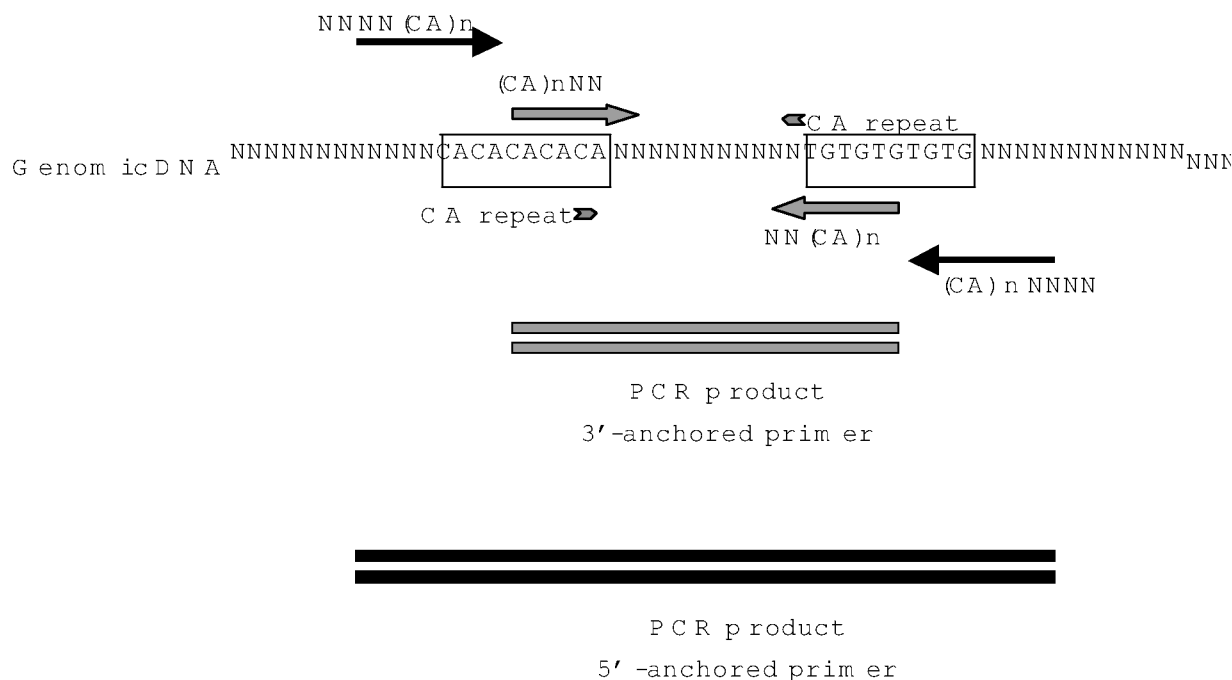 NNNN(CA)n
(CA)nNN
CA repeat
Genomic DNA NNNNNNNNNNNNCACACACACANNNNNNNNNNNTGTGTGTGTGNNNNNNNNNNNNNNN
CA repeat
NN(CA)n
(CA)nNNNN
PCR product
3′-anchored primer
PCR product
5′-anchored primer